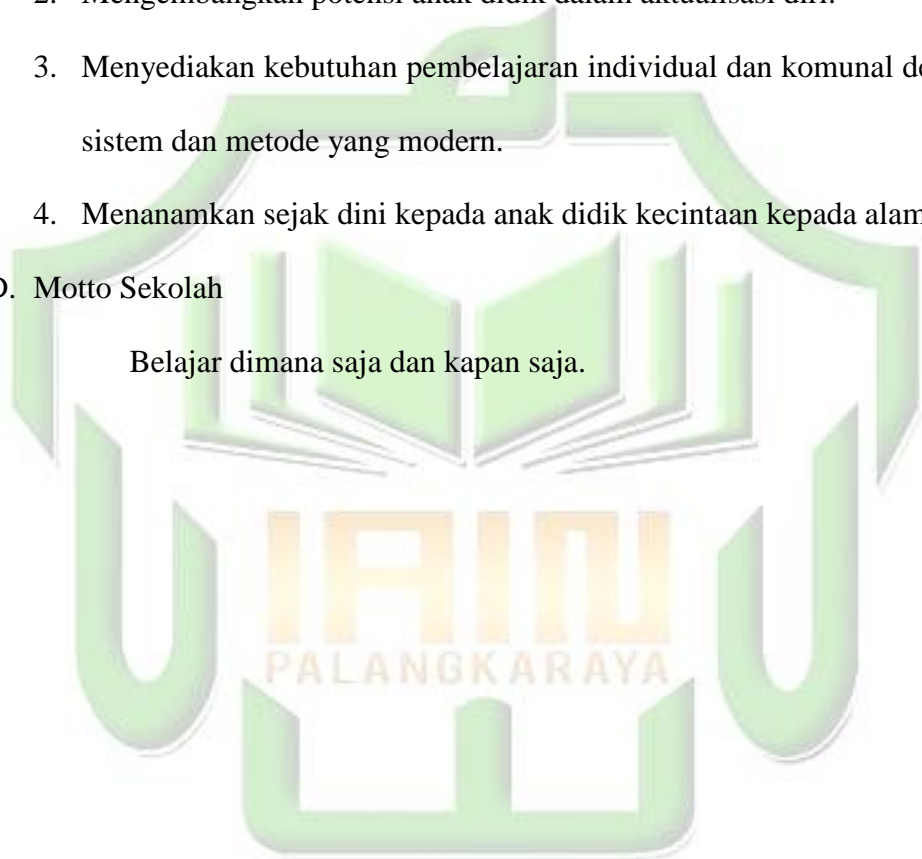 2. Mengembangkan potensi anak didik dalam aktualisasi diri.
3. Menyediakan kebutuhan pembelajaran individual dan komunal
sistem dan metode yang modern.
4. Menanamkan sejak dini kepada anak didik kecintaan kepada alam
D. Motto Sekolah
Belajar dimana saja dan kapan saja.
IAIN
PALANGKARAYA